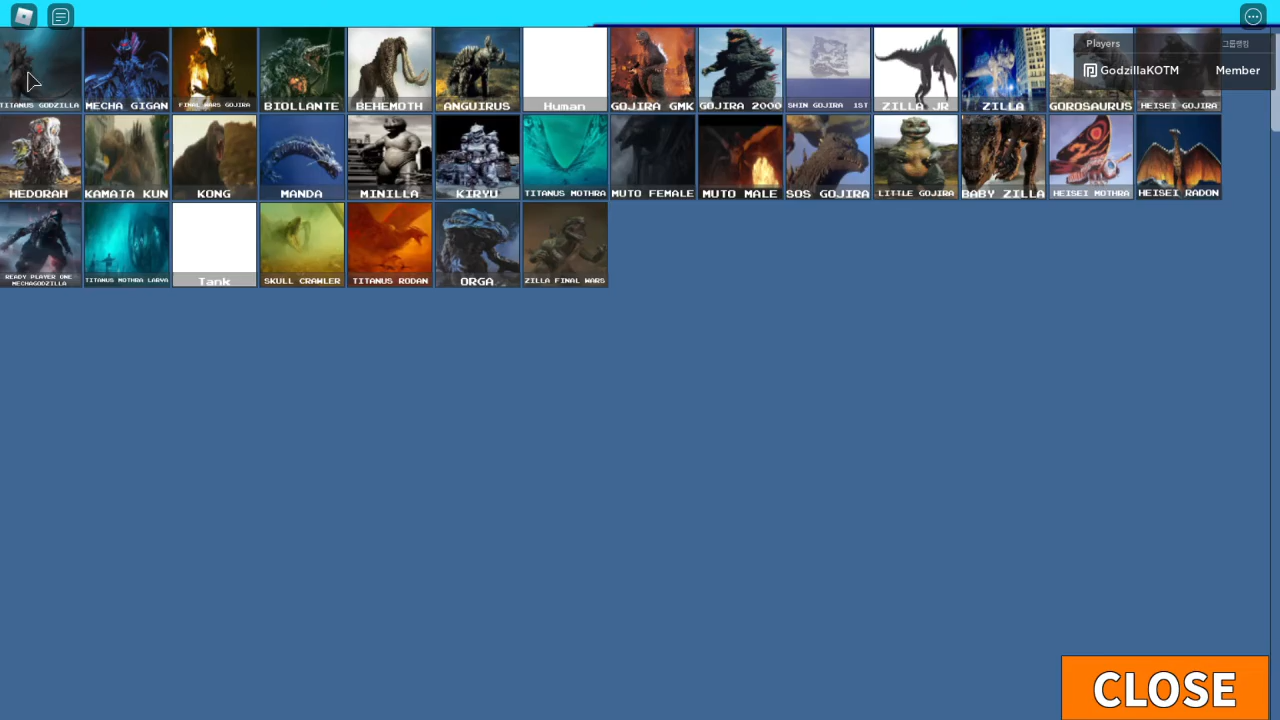 Players
그룹랭킹
GodzillaKOTM
Member
TITANUS GODZILLA
MECHA GIGAN
FINAL WARS GOJIRA
BIOLLANTE
BEHEMOTH
ANGUIRUS
Human
GOJIRA GMK
GOJIRA 2000
SHIN GOJIRA 1ST
ZILLA JR
ZILLA
GOROSAURUS
HEISEI GOJIRA
HEDORAH
KAMATA KUN
KONG
MANDA
MINILLA
KIRYU
TITANUS MOTHRA
MUTO FEMALE
MUTO MALE
SOS GOJIRA
LITTLE GOJIRA
BABY ZILLA
HEISEI MOTHRA
HEISEI RADON
READY PLAYER ONE
MECHAGODZILLA
TITANUS MOTHRA LARVA
Tank
SKULL CRAWLER
TITANUS RODAN
ORGA
ZILLA FINAL WARS
CLOSE